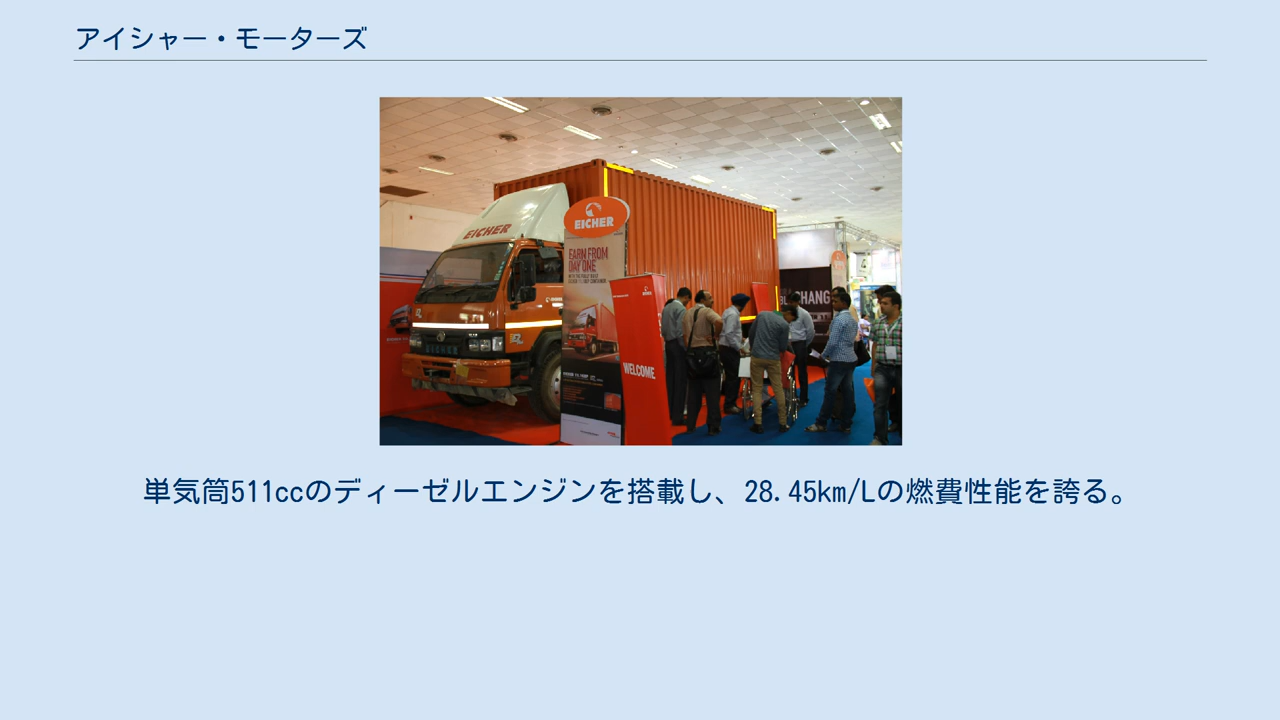 アイシャー・モーターズ
EICHER
EICHER
EARN FROM
DAY ONE
WELCOME
CHANG
単気筒511ccのディーゼルエンジンを搭載し、28.45km/Lの燃費性能を誇る。